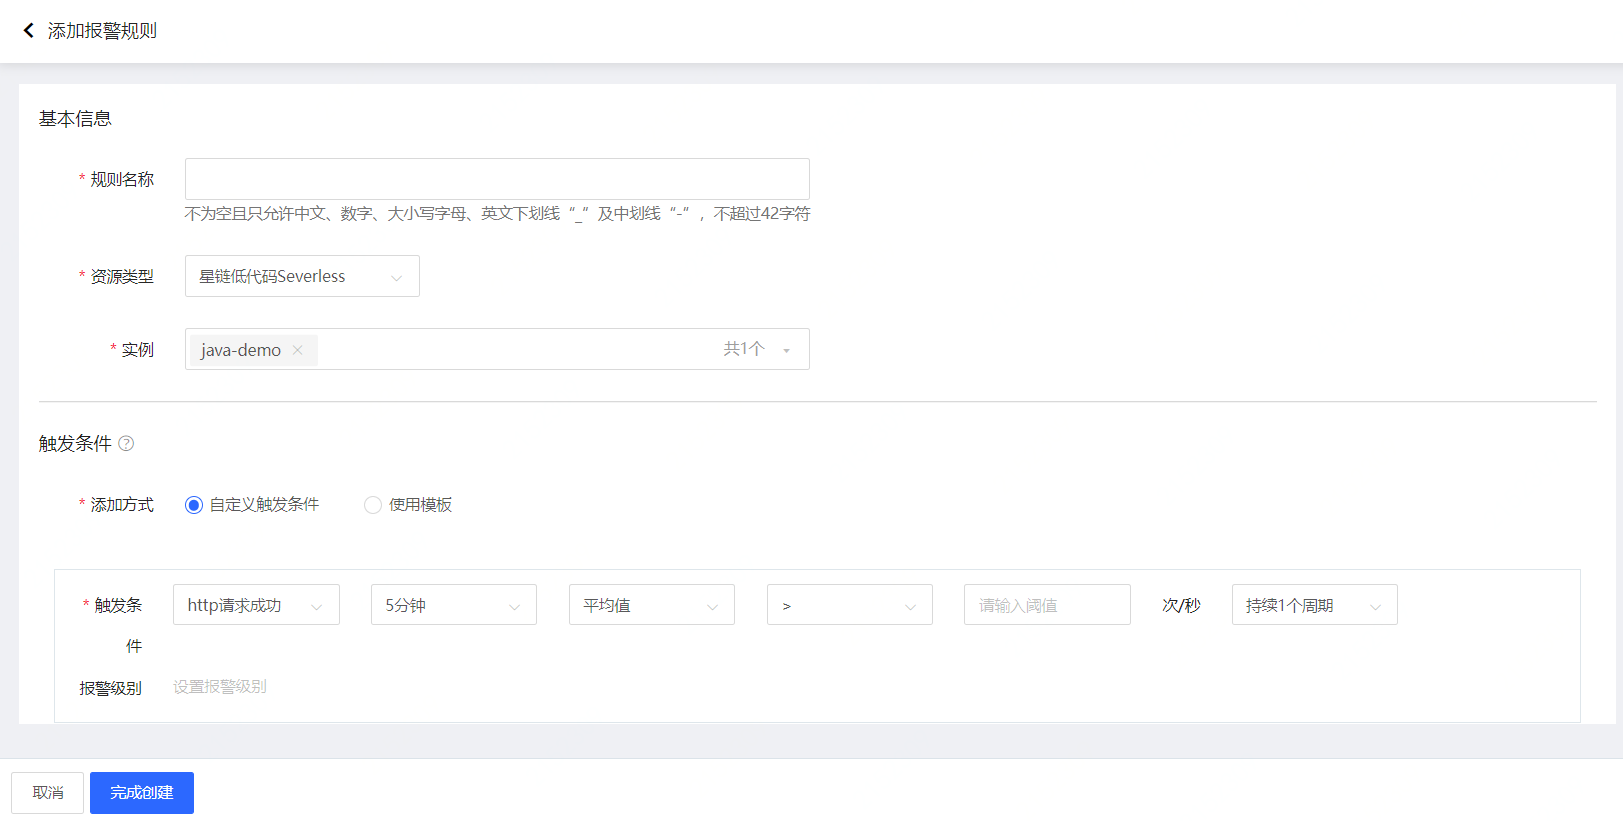 添加报警规则
基本信息
* 规则名称
不为空且只允许中文、数字、大小写字母、英文下划线“_”及中划线“-”，不超过42字符
* 资源类型 星链低代码Severless
* 实例 java-demo × 共1个
触发条件 ?
* 添加方式 自定义触发条件 使用模板
* 触发条件 http请求成功 5分钟 平均值 > 请输入阈值 次/秒 持续1个周期
报警级别 设置报警级别
取消 完成创建